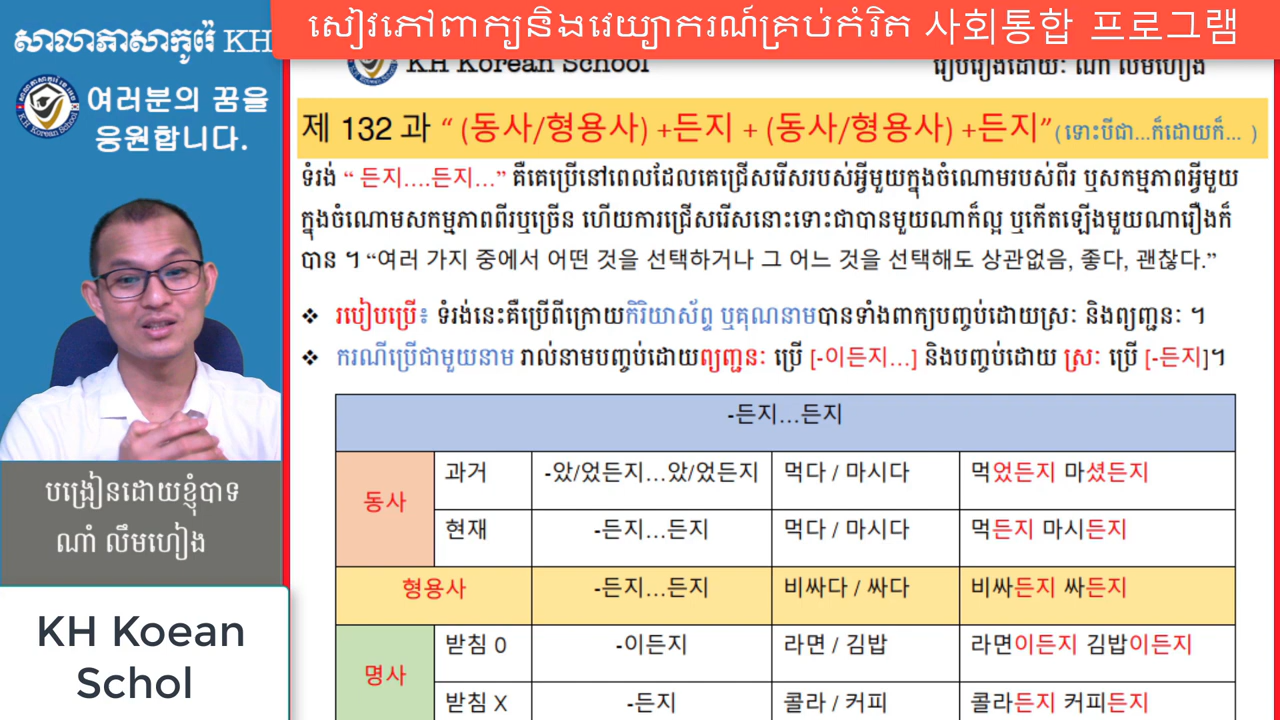 សៀវភៅពាក្យនិងវេយ្យាករណ៍គ្រប់កំរិត 사회통합 프로그램
សាលាភាសាកូរ៉េ KH
여러분의 꿈을
응원합니다.
KH Korean School
រៀបរៀងដោយៈ ណាំ លឹមហៀង
제 132 과 “ (동사/형용사) +든지 + (동사/형용사) +든지” (ទោះបីជា...ក៏ដោយក៏... )
ទំរង់ “ 든지....든지...” គឺគេប្រើនៅពេលដែលគេជ្រើសរើសរបស់អ្វីមួយក្នុងចំណោមរបស់ពីរ ឬសកម្មភាពអ្វីមួយ
ក្នុងចំណោមសកម្មភាពពីរឬច្រើន ហើយការជ្រើសរើសនោះទោះជាបានមួយណាក៏ល្អ ឬកើតឡើងមួយណារឿងក៏
បាន ។ “여러 가지 중에서 어떤 것을 선택하거나 그 어느 것을 선택해도 상관없음, 좋다, 괜찮다.”
❖ របៀបប្រើ៖ ទំរង់នេះគឺប្រើពីក្រោយកិរិយាស័ព្ទ ឬគុណនាមបានទាំងពាក្យបញ្ចប់ដោយស្រៈ និងព្យញ្ជនៈ ។
❖ ករណីប្រើជាមួយនាម រាល់នាមបញ្ចប់ដោយព្យញ្ជនៈ ប្រើ [-이든지...] និងបញ្ចប់ដោយ ស្រៈ ប្រើ [-든지]។
-든지...든지
동사 과거 -았/었든지...았/었든지 먹다 / 마시다 먹었든지 마셨든지
현재 -든지...든지 먹다 / 마시다 먹든지 마시든지
형용사 -든지...든지 비싸다 / 싸다 비싸든지 싸든지
명사 받침 0 -이든지 라면 / 김밥 라면이든지 김밥이든지
받침 X -든지 콜라 / 커피 콜라든지 커피든지
បង្រៀនដោយខ្ញុំបាទ
ណាំ លឹមហៀង
KH Koean
Schol